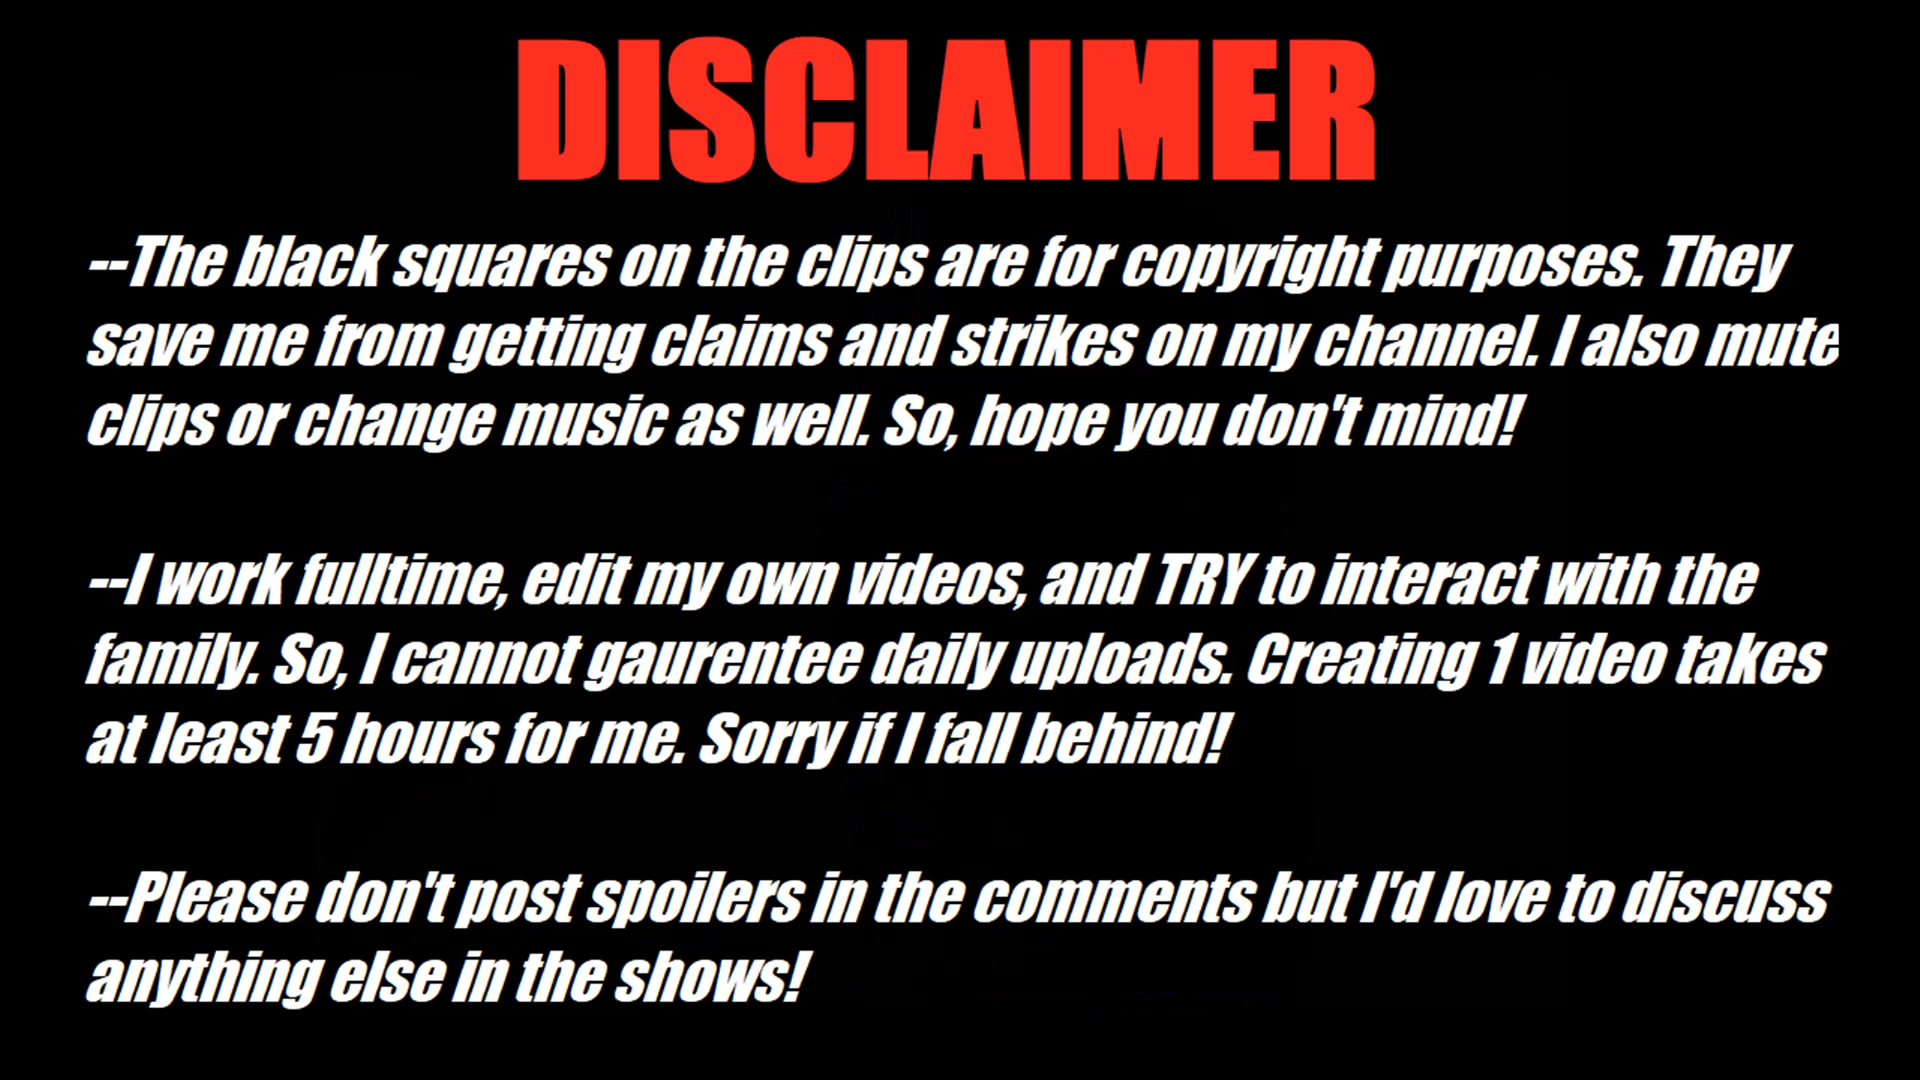 DISCLAIMER
--The black squares on the clips are for copyright purposes. They
save me from getting claims and strikes on my channel. I also mute
clips or change music as well. So, hope you don't mind!
--I work fulltime, edit my own videos, and TRY to interact with the
family. So, I cannot gaurentee daily uploads. Creating 1 video takes
at least 5 hours for me. Sorry if I fall behind!
--Please don't post spoilers in the comments but I'd love to discuss
anything else in the shows!